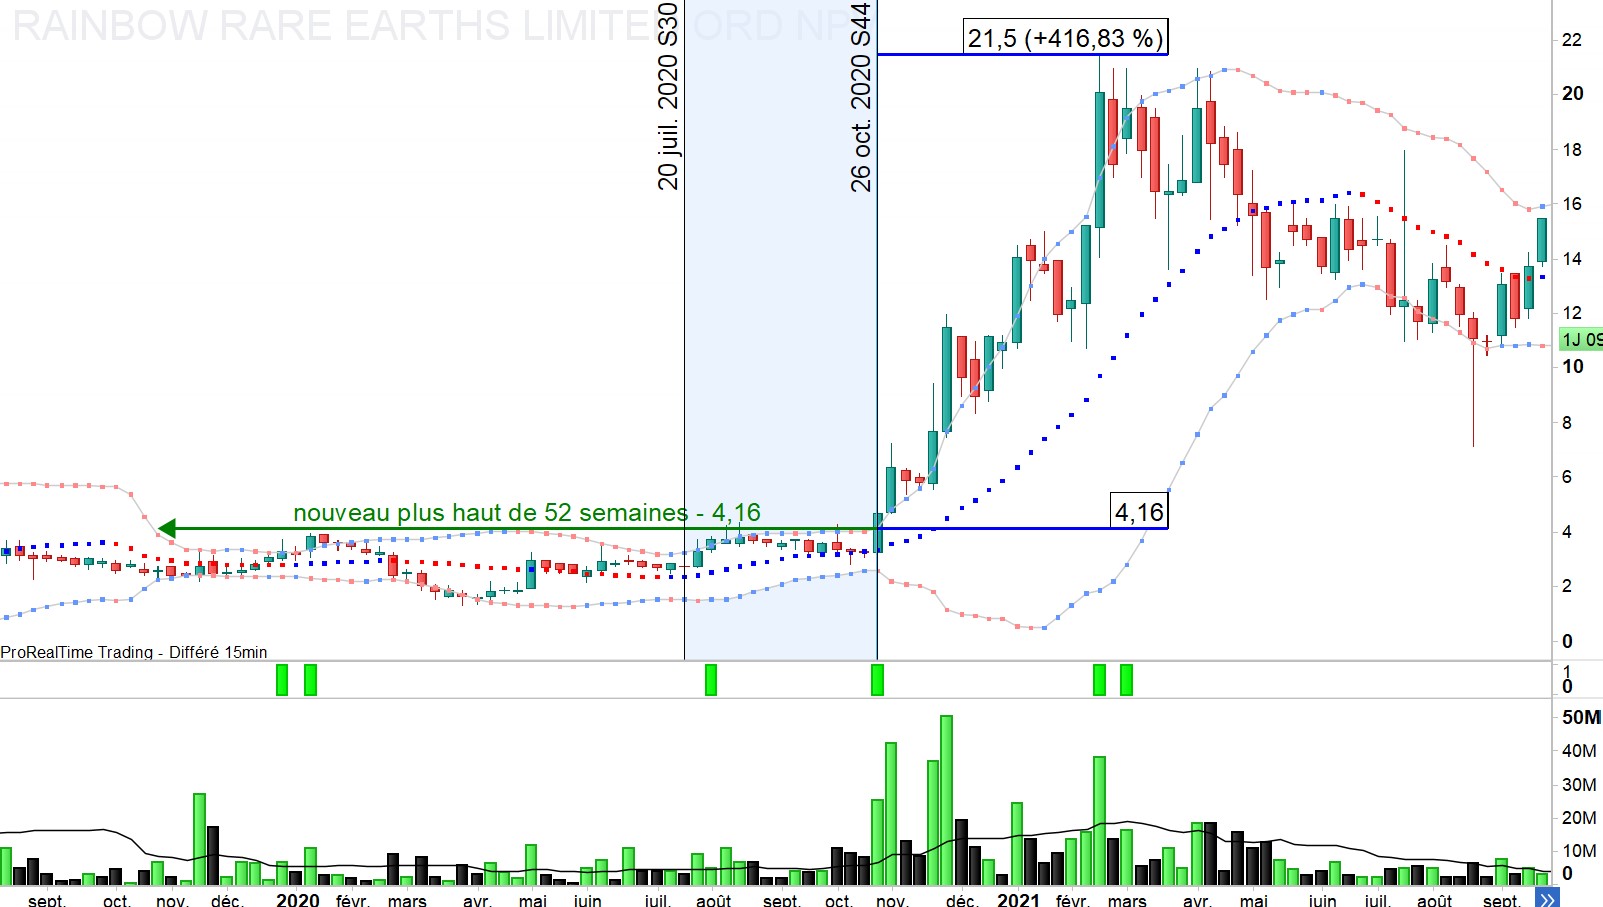 RAINBOW RARE EARTHS LIMITED ORD NP
20 juil. 2020 S30
26 oct. 2020 S44
21,5 (+416,83 %)
22
20
18
16
14
12
1J 09
10
8
6
nouveau plus haut de 52 semaines - 4,16
4,16
4
2
0
ProRealTime Trading - Différé 15min
1
0
50M
40M
30M
20M
10M
0
sept. oct. nov. déc. 2020 févr. mars avr. mai juin juil. août sept. oct. nov. déc. 2021 févr. mars avr. mai juin juil. août sept.